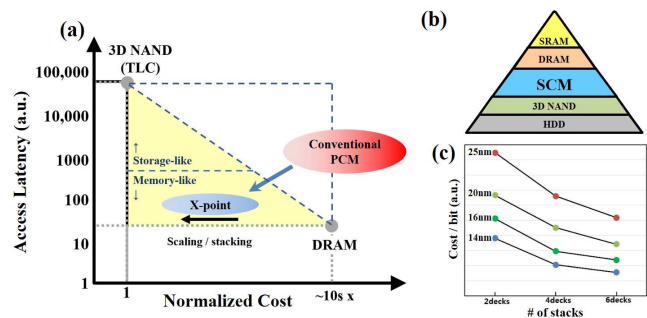 (a)
3D NAND
(TLC)
100,000
10,000
1000
100
10
1
Access Latency (a.u.)
Conventional
PCM
↑
Storage-like
Memory-like
↓
X-point
Scaling / stacking
DRAM
1
~10s x
Normalized Cost
(b)
SRAM
DRAM
SCM
3D NAND
HDD
(c)
25nm
20nm
16nm
14nm
Cost / bit (a.u.)
2decks
4decks
6decks
# of stacks